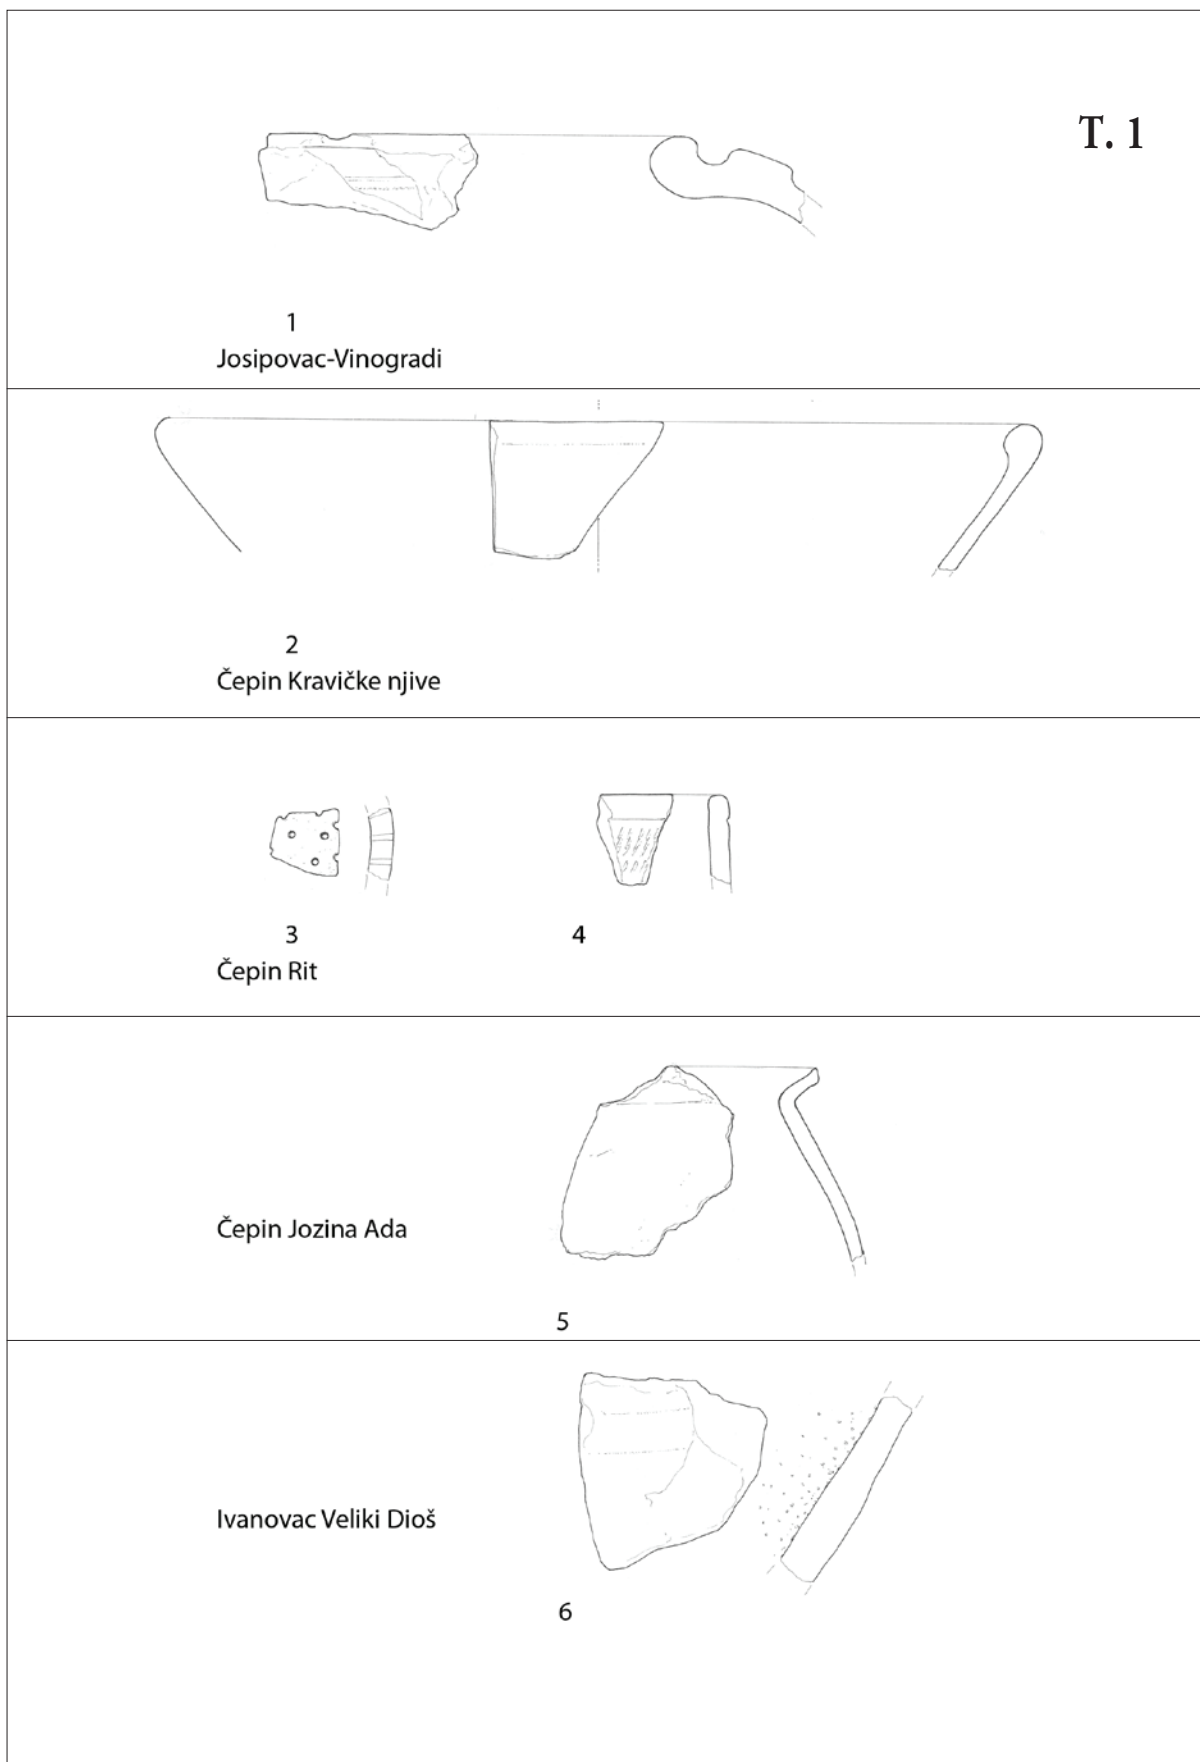 T. 1
1
Josipovac-Vinogradi
2
Čepin Kravičke njive
3
4
Čepin Rit
Čepin Jozina Ada
5
Ivanovac Veliki Dioš
6